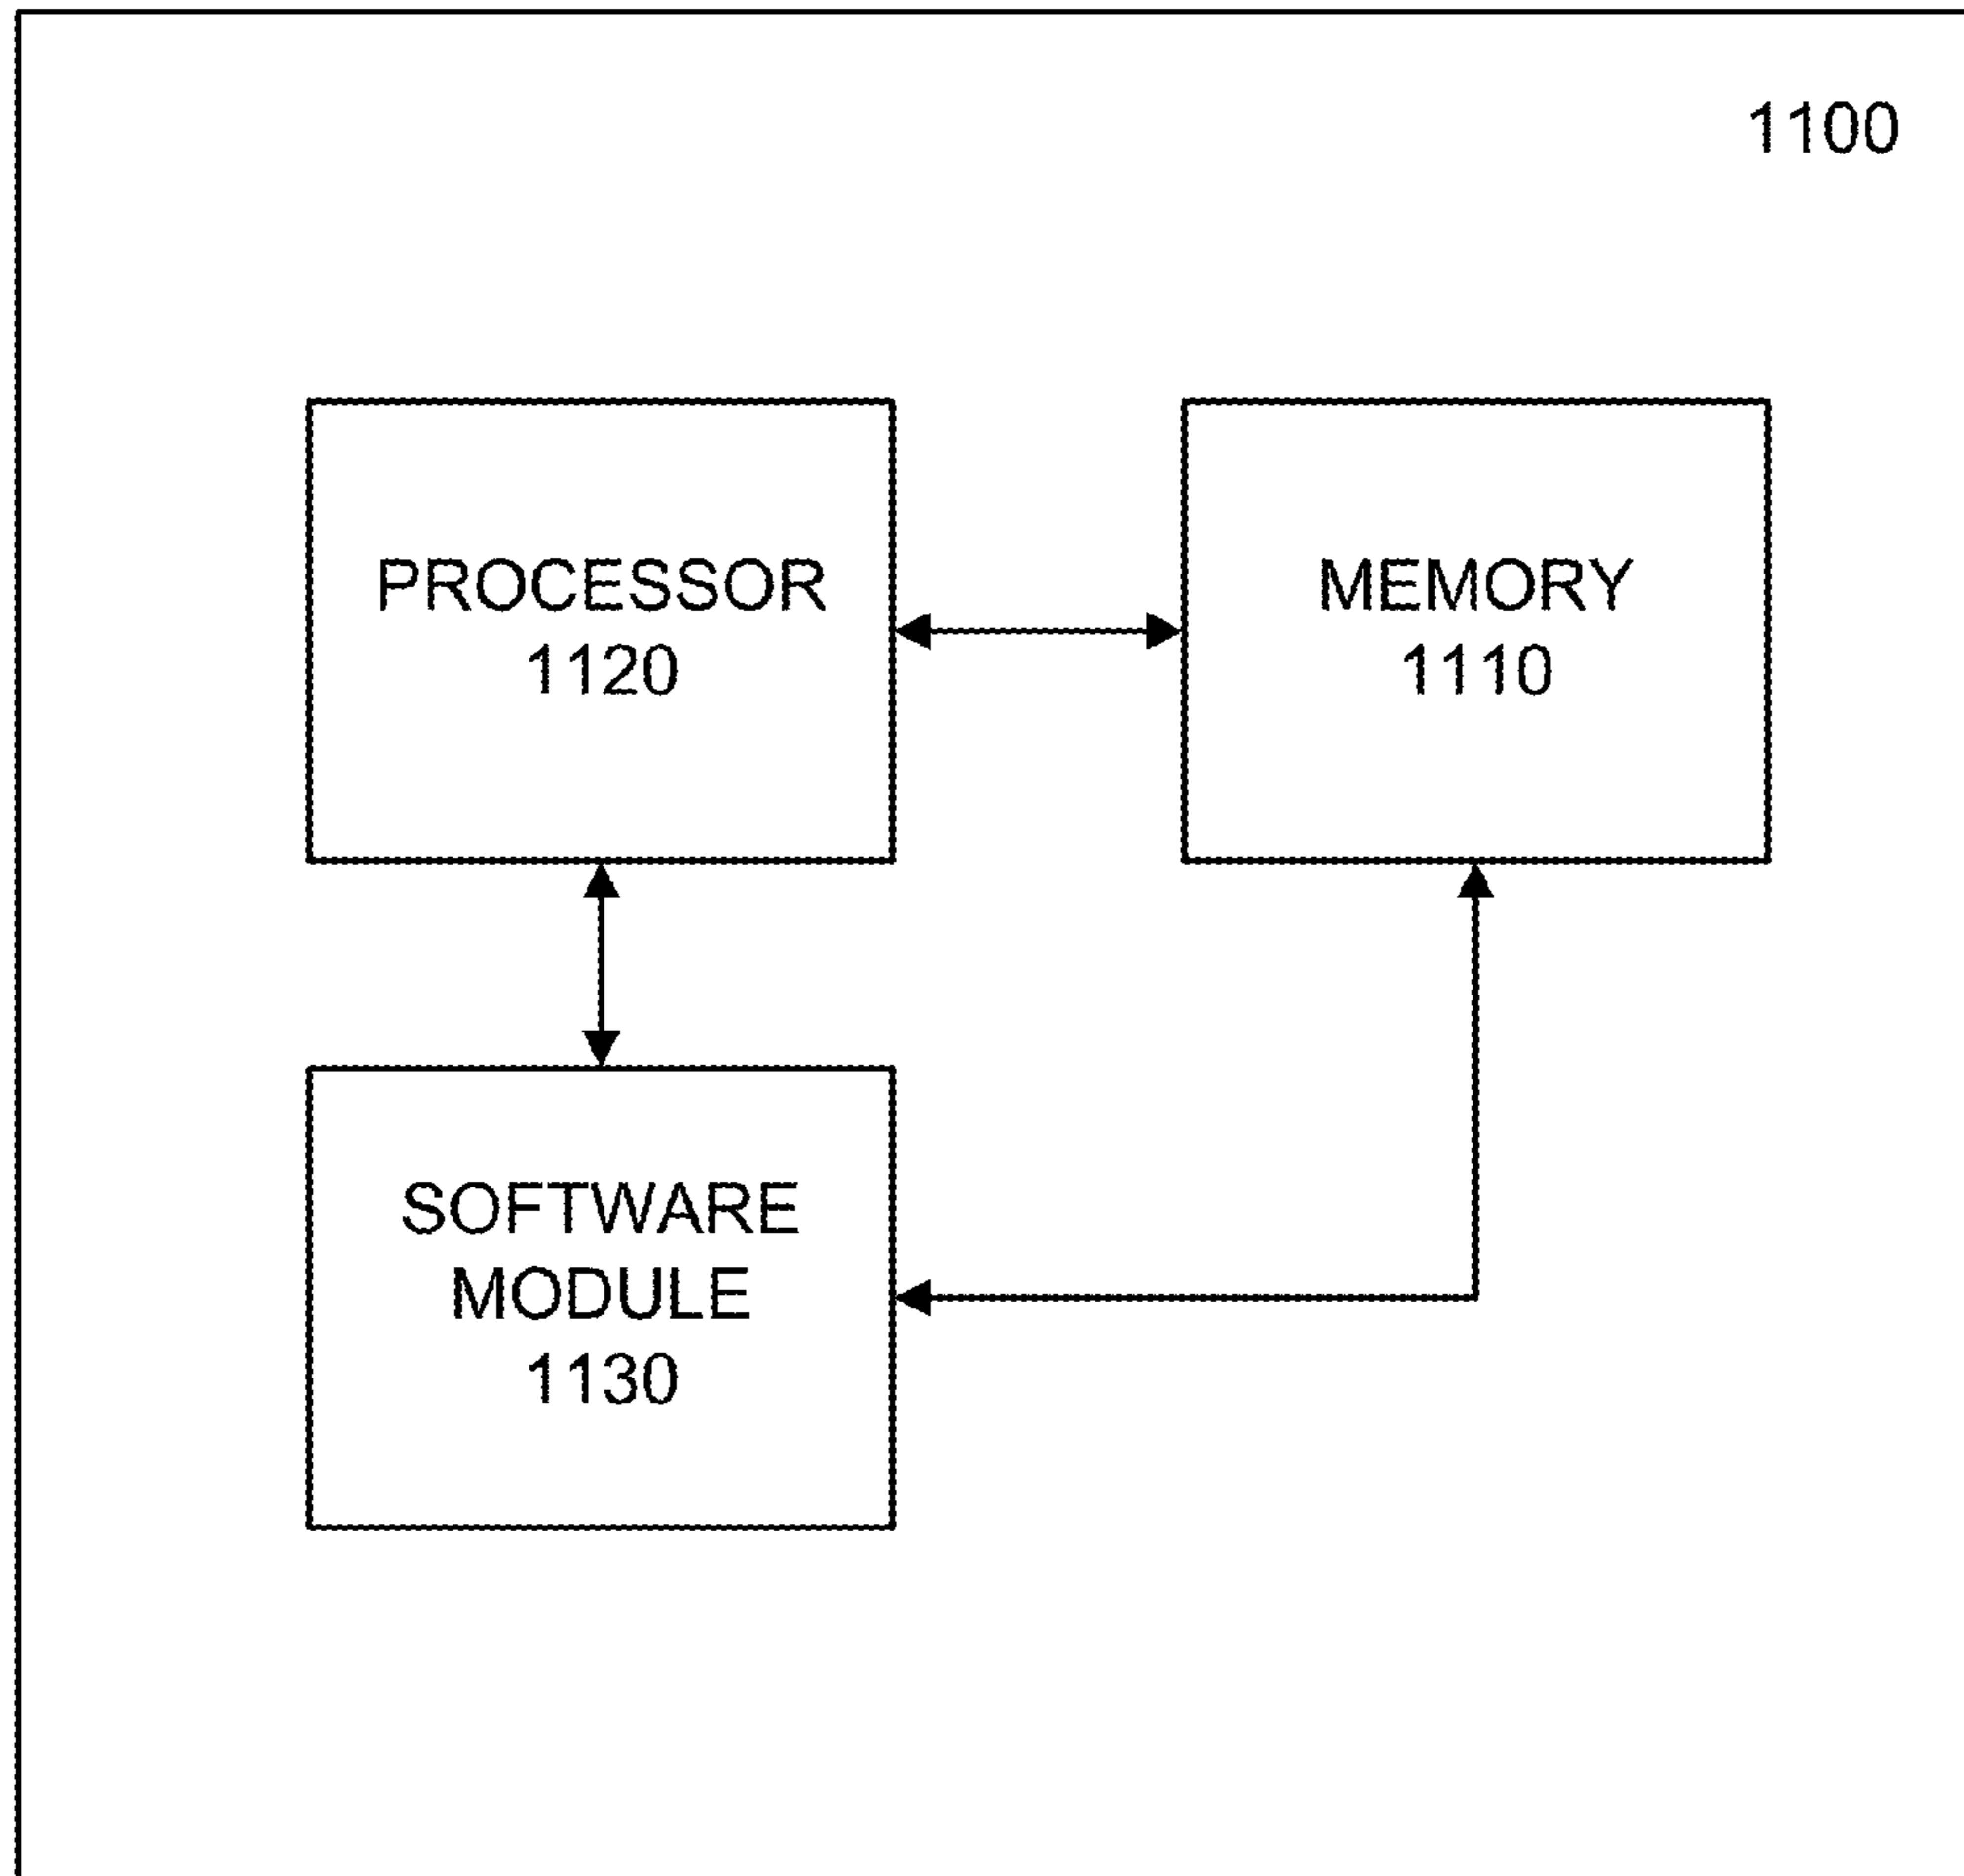 1100
PROCESSOR
1120
MEMORY
1110
SOFTWARE
MODULE
1130